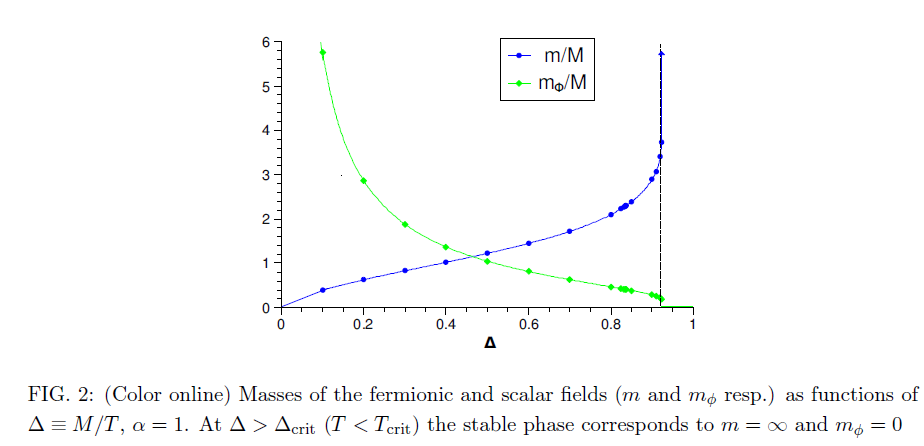 6
5
4
3
2
1
0
m/M
mΦ/M
0
0.2
0.4
0.6
0.8
1
Δ
FIG. 2: (Color online) Masses of the fermionic and scalar fields (m and mϕ resp.) as functions of
Δ ≡ M/T, α = 1. At Δ > Δcrit (T < Tcrit) the stable phase corresponds to m = ∞ and mϕ = 0